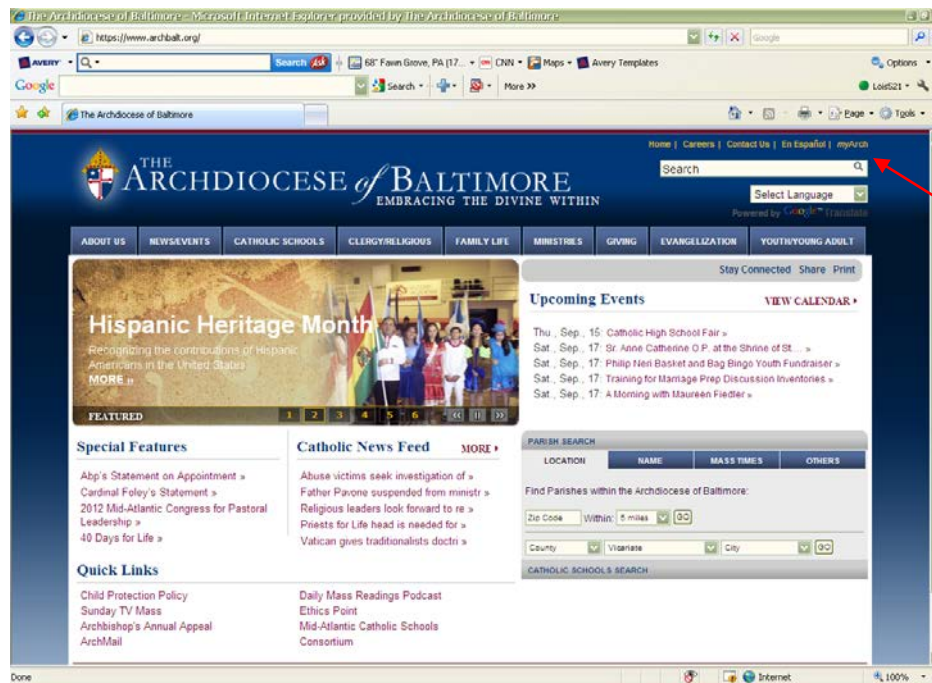 The Archdiocese of Baltimore - Microsoft Internet Explorer provided by The Archdiocese of Baltimore
https://www.archbalt.org/
Google
AVERY Search Ask 68° Fawn Grove, PA (17... CNN Maps Avery Templates Options
Google Search More >> Lois521
The Archdiocese of Baltimore Page Tools
Home | Careers | Contact Us | En Español | myArch
THE
ARCHDIOCESE of BALTIMORE
EMBRACING THE DIVINE WITHIN
Search
Select Language
Powered by Google™ Translate
ABOUT US NEWS/EVENTS CATHOLIC SCHOOLS CLERGY/RELIGIOUS FAMILY LIFE MINISTRIES GIVING EVANGELIZATION YOUTH/YOUNG ADULT
Hispanic Heritage Month
Recognizing the contributions of Hispanic
Americans in the United States
MORE »
FEATURED 1 2 3 4 5 6
Stay Connected Share Print
Upcoming Events VIEW CALENDAR
Thu., Sep., 15: Catholic High School Fair »
Sat., Sep., 17: Sr. Anne Catherine O.P. at the Shrine of St.... »
Sat., Sep., 17: Philip Neri Basket and Bag Bingo Youth Fundraiser »
Sat., Sep., 17: Training for Marriage Prep Discussion Inventories »
Sat., Sep., 17: A Morning with Maureen Fiedler »
Special Features
Abp's Statement on Appointment »
Cardinal Foley's Statement »
2012 Mid-Atlantic Congress for Pastoral
Leadership »
40 Days for Life »
Catholic News Feed MORE
Abuse victims seek investigation of »
Father Pavone suspended from ministr »
Religious leaders look forward to re »
Priests for Life head is needed for »
Vatican gives traditionalists doctri »
PARISH SEARCH
LOCATION NAME MASS TIMES OTHERS
Find Parishes within the Archdiocese of Baltimore:
Zip Code Within: 5 miles GO
County Vicariate City GO
CATHOLIC SCHOOLS SEARCH
Quick Links
Child Protection Policy
Sunday TV Mass
Archbishop's Annual Appeal
ArchMail
Daily Mass Readings Podcast
Ethics Point
Mid-Atlantic Catholic Schools
Consortium
Done Internet 100%